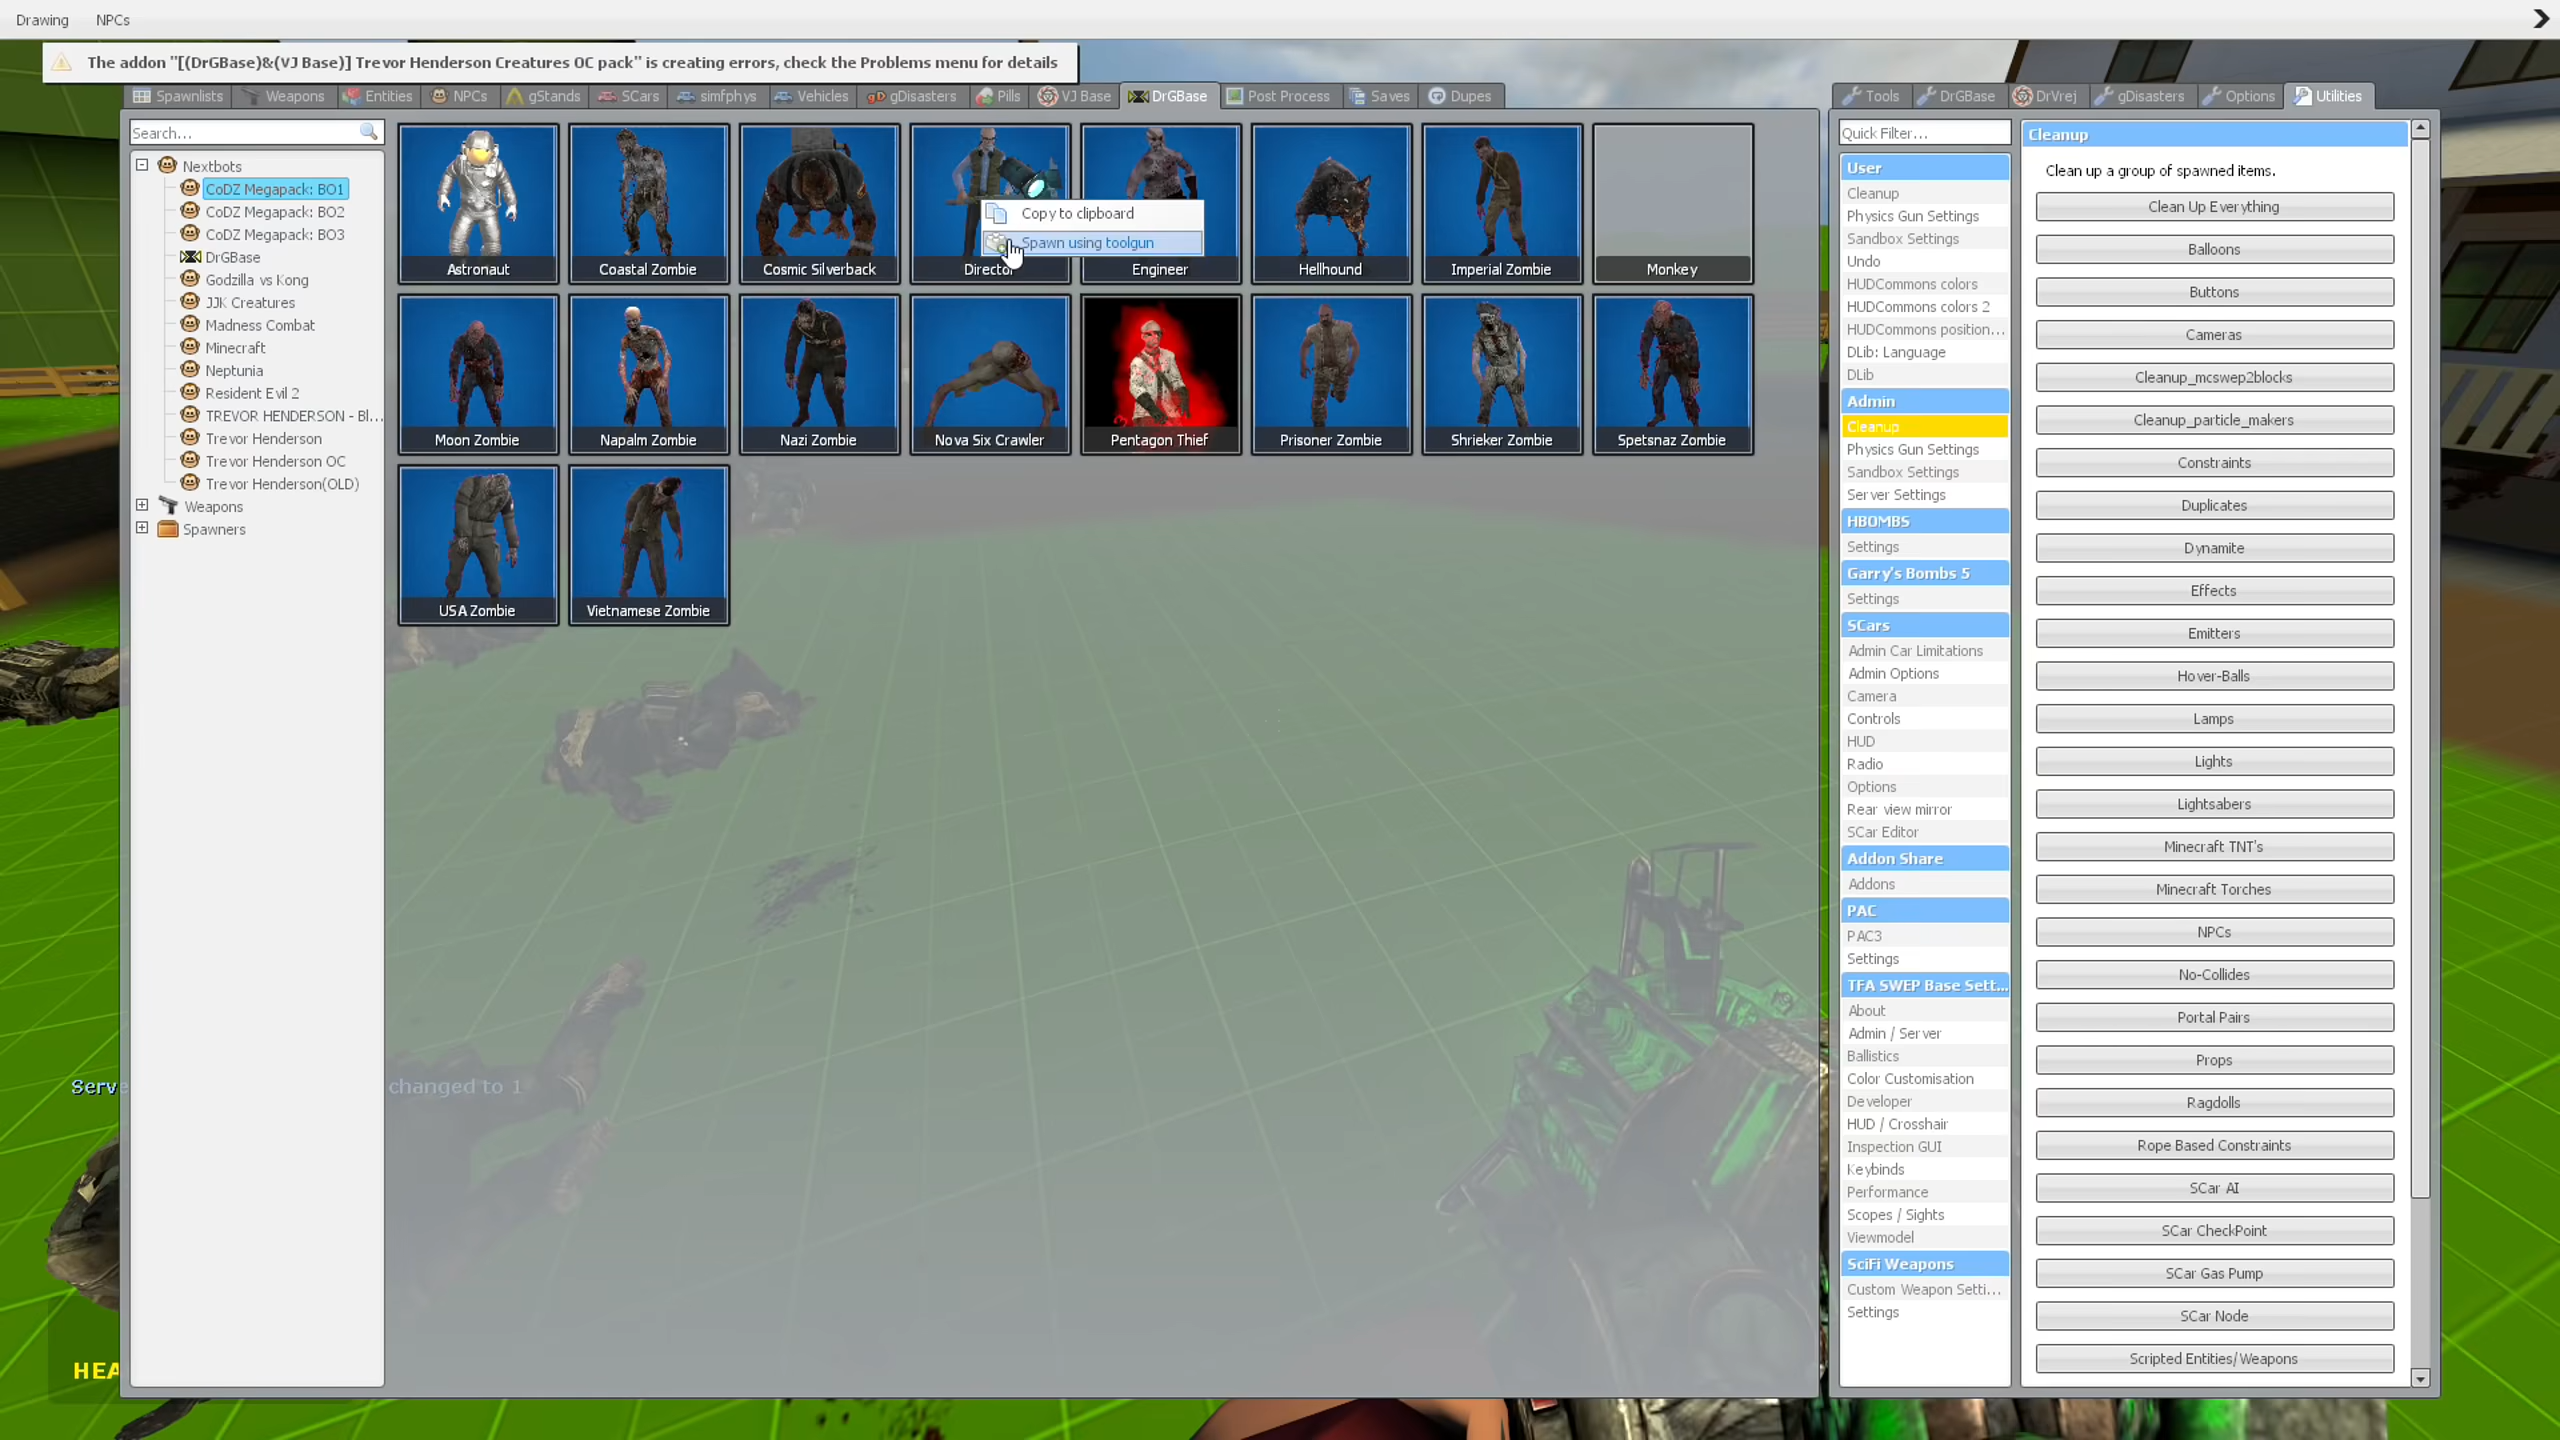 Drawing NPCs
The addon "[(DrGBase)&(VJ Base)] Trevor Henderson Creatures OC pack" is creating errors, check the Problems menu for details
Spawnlists Weapons Entities NPCs gStands SCars simfphys Vehicles gDisasters Pills VJ Base DrGBase Post Process Saves Dupes
Tools DrGBase DrVrej gDisasters Options Utilities
Search...
Nextbots
CoDZ Megapack: BO1
CoDZ Megapack: BO2
CoDZ Megapack: BO3
DrGBase
Godzilla vs Kong
JJK Creatures
Madness Combat
Minecraft
Neptunia
Resident Evil 2
TREVOR HENDERSON - Bl...
Trevor Henderson
Trevor Henderson OC
Trevor Henderson(OLD)
Weapons
Spawners
Astronaut
Coastal Zombie
Cosmic Silverback
Director
Engineer
Hellhound
Imperial Zombie
Monkey
Copy to clipboard
Spawn using toolgun
Moon Zombie
Napalm Zombie
Nazi Zombie
Nova Six Crawler
Pentagon Thief
Prisoner Zombie
Shrieker Zombie
Spetsnaz Zombie
USA Zombie
Vietnamese Zombie
Serve changed to 1
HEA
Quick Filter...
User
Cleanup
Physics Gun Settings
Sandbox Settings
Undo
HUDCommons colors
HUDCommons colors 2
HUDCommons position...
DLib: Language
DLib
Admin
Cleanup
Physics Gun Settings
Sandbox Settings
Server Settings
HBOMBS
Settings
Garry's Bombs 5
Settings
SCars
Admin Car Limitations
Admin Options
Camera
Controls
HUD
Radio
Options
Rear view mirror
SCar Editor
Addon Share
Addons
PAC
PAC3
Settings
TFA SWEP Base Sett...
About
Admin / Server
Ballistics
Color Customisation
Developer
HUD / Crosshair
Inspection GUI
Keybinds
Performance
Scopes / Sights
Viewmodel
SciFi Weapons
Custom Weapon Setti...
Settings
Cleanup
Clean up a group of spawned items.
Clean Up Everything
Balloons
Buttons
Cameras
Cleanup_mcswep2blocks
Cleanup_particle_makers
Constraints
Duplicates
Dynamite
Effects
Emitters
Hover-Balls
Lamps
Lights
Lightsabers
Minecraft TNT's
Minecraft Torches
NPCs
No-Collides
Portal Pairs
Props
Ragdolls
Rope Based Constraints
SCar AI
SCar CheckPoint
SCar Gas Pump
SCar Node
Scripted Entities/Weapons